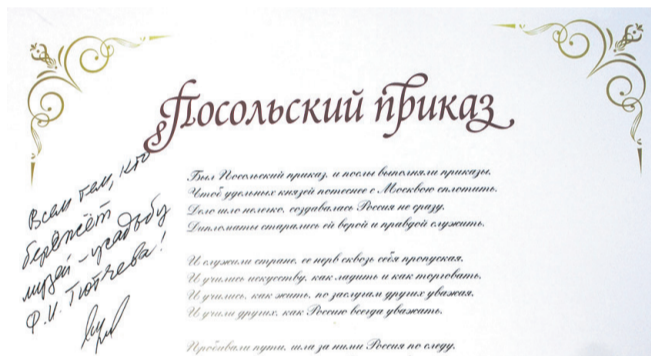 Посольский приказ
Был Посольский приказ, и послы выполняли приказы,
Чтоб удельных князей потеснее с Москвою сплотить.
Дело шло нелегко, создавалась Россия не сразу,
Дипломаты старались ей верой и правдой служить.
И служили стране, ее нерв сквозь себя пропуская,
И учились искусству, как ладить и как торговать,
И учились, как жить, по заслугам других уважая,
И учили других, как Россию всегда уважать.
Пробивали пути, шла за ними Россия по следу,
Всем тем, кто
бережёт
музей-усадьбу
Ф.И. Тютчева!